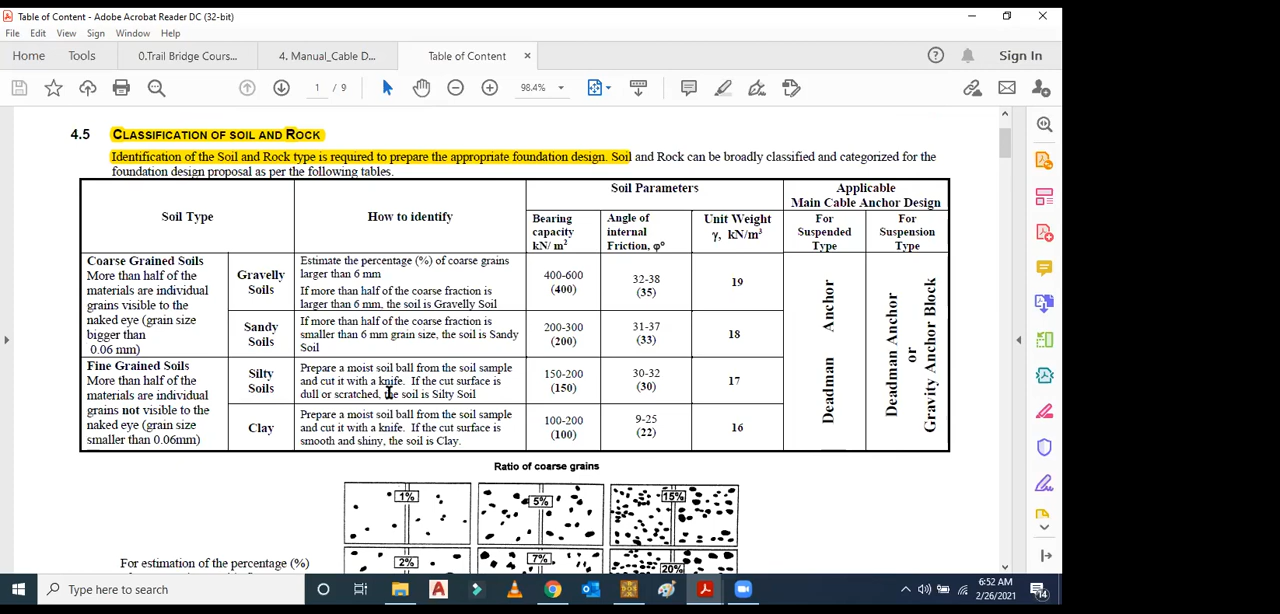 Table of Content - Adobe Acrobat Reader DC (32-bit)
File Edit View Sign Window Help
Home Tools 0.Trail Bridge Cours... 4. Manual_Cable D... Table of Content × Sign In
1 / 9 98.4%
4.5 CLASSIFICATION OF SOIL AND ROCK
Identification of the Soil and Rock type is required to prepare the appropriate foundation design. Soil and Rock can be broadly classified and categorized for the
foundation design proposal as per the following tables.
Soil Type
How to identify
Soil Parameters
Bearing
capacity
kN/ m²
Angle of
internal
Friction, φ°
Unit Weight
γ, kN/m³
Applicable
Main Cable Anchor Design
For
Suspended
Type
For
Suspension
Type
Coarse Grained Soils
More than half of the
materials are individual
grains visible to the
naked eye (grain size
bigger than
0.06 mm)
Gravelly
Soils
Estimate the percentage (%) of coarse grains
larger than 6 mm
If more than half of the coarse fraction is
larger than 6 mm, the soil is Gravelly Soil
400-600
(400)
32-38
(35)
19
Sandy
Soils
If more than half of the coarse fraction is
smaller than 6 mm grain size, the soil is Sandy
Soil
200-300
(200)
31-37
(33)
18
Fine Grained Soils
More than half of the
materials are individual
grains not visible to the
naked eye (grain size
smaller than 0.06mm)
Silty
Soils
Prepare a moist soil ball from the soil sample
and cut it with a knife. If the cut surface is
dull or scratched, the soil is Silty Soil
150-200
(150)
30-32
(30)
17
Clay
Prepare a moist soil ball from the soil sample
and cut it with a knife. If the cut surface is
smooth and shiny, the soil is Clay.
100-200
(100)
9-25
(22)
16
Deadman Anchor
Deadman Anchor
or
Gravity Anchor Block
Ratio of coarse grains
1% 5% 15%
2% 7% 20%
For estimation of the percentage (%)
Type here to search
6:52 AM
2/26/2021
14